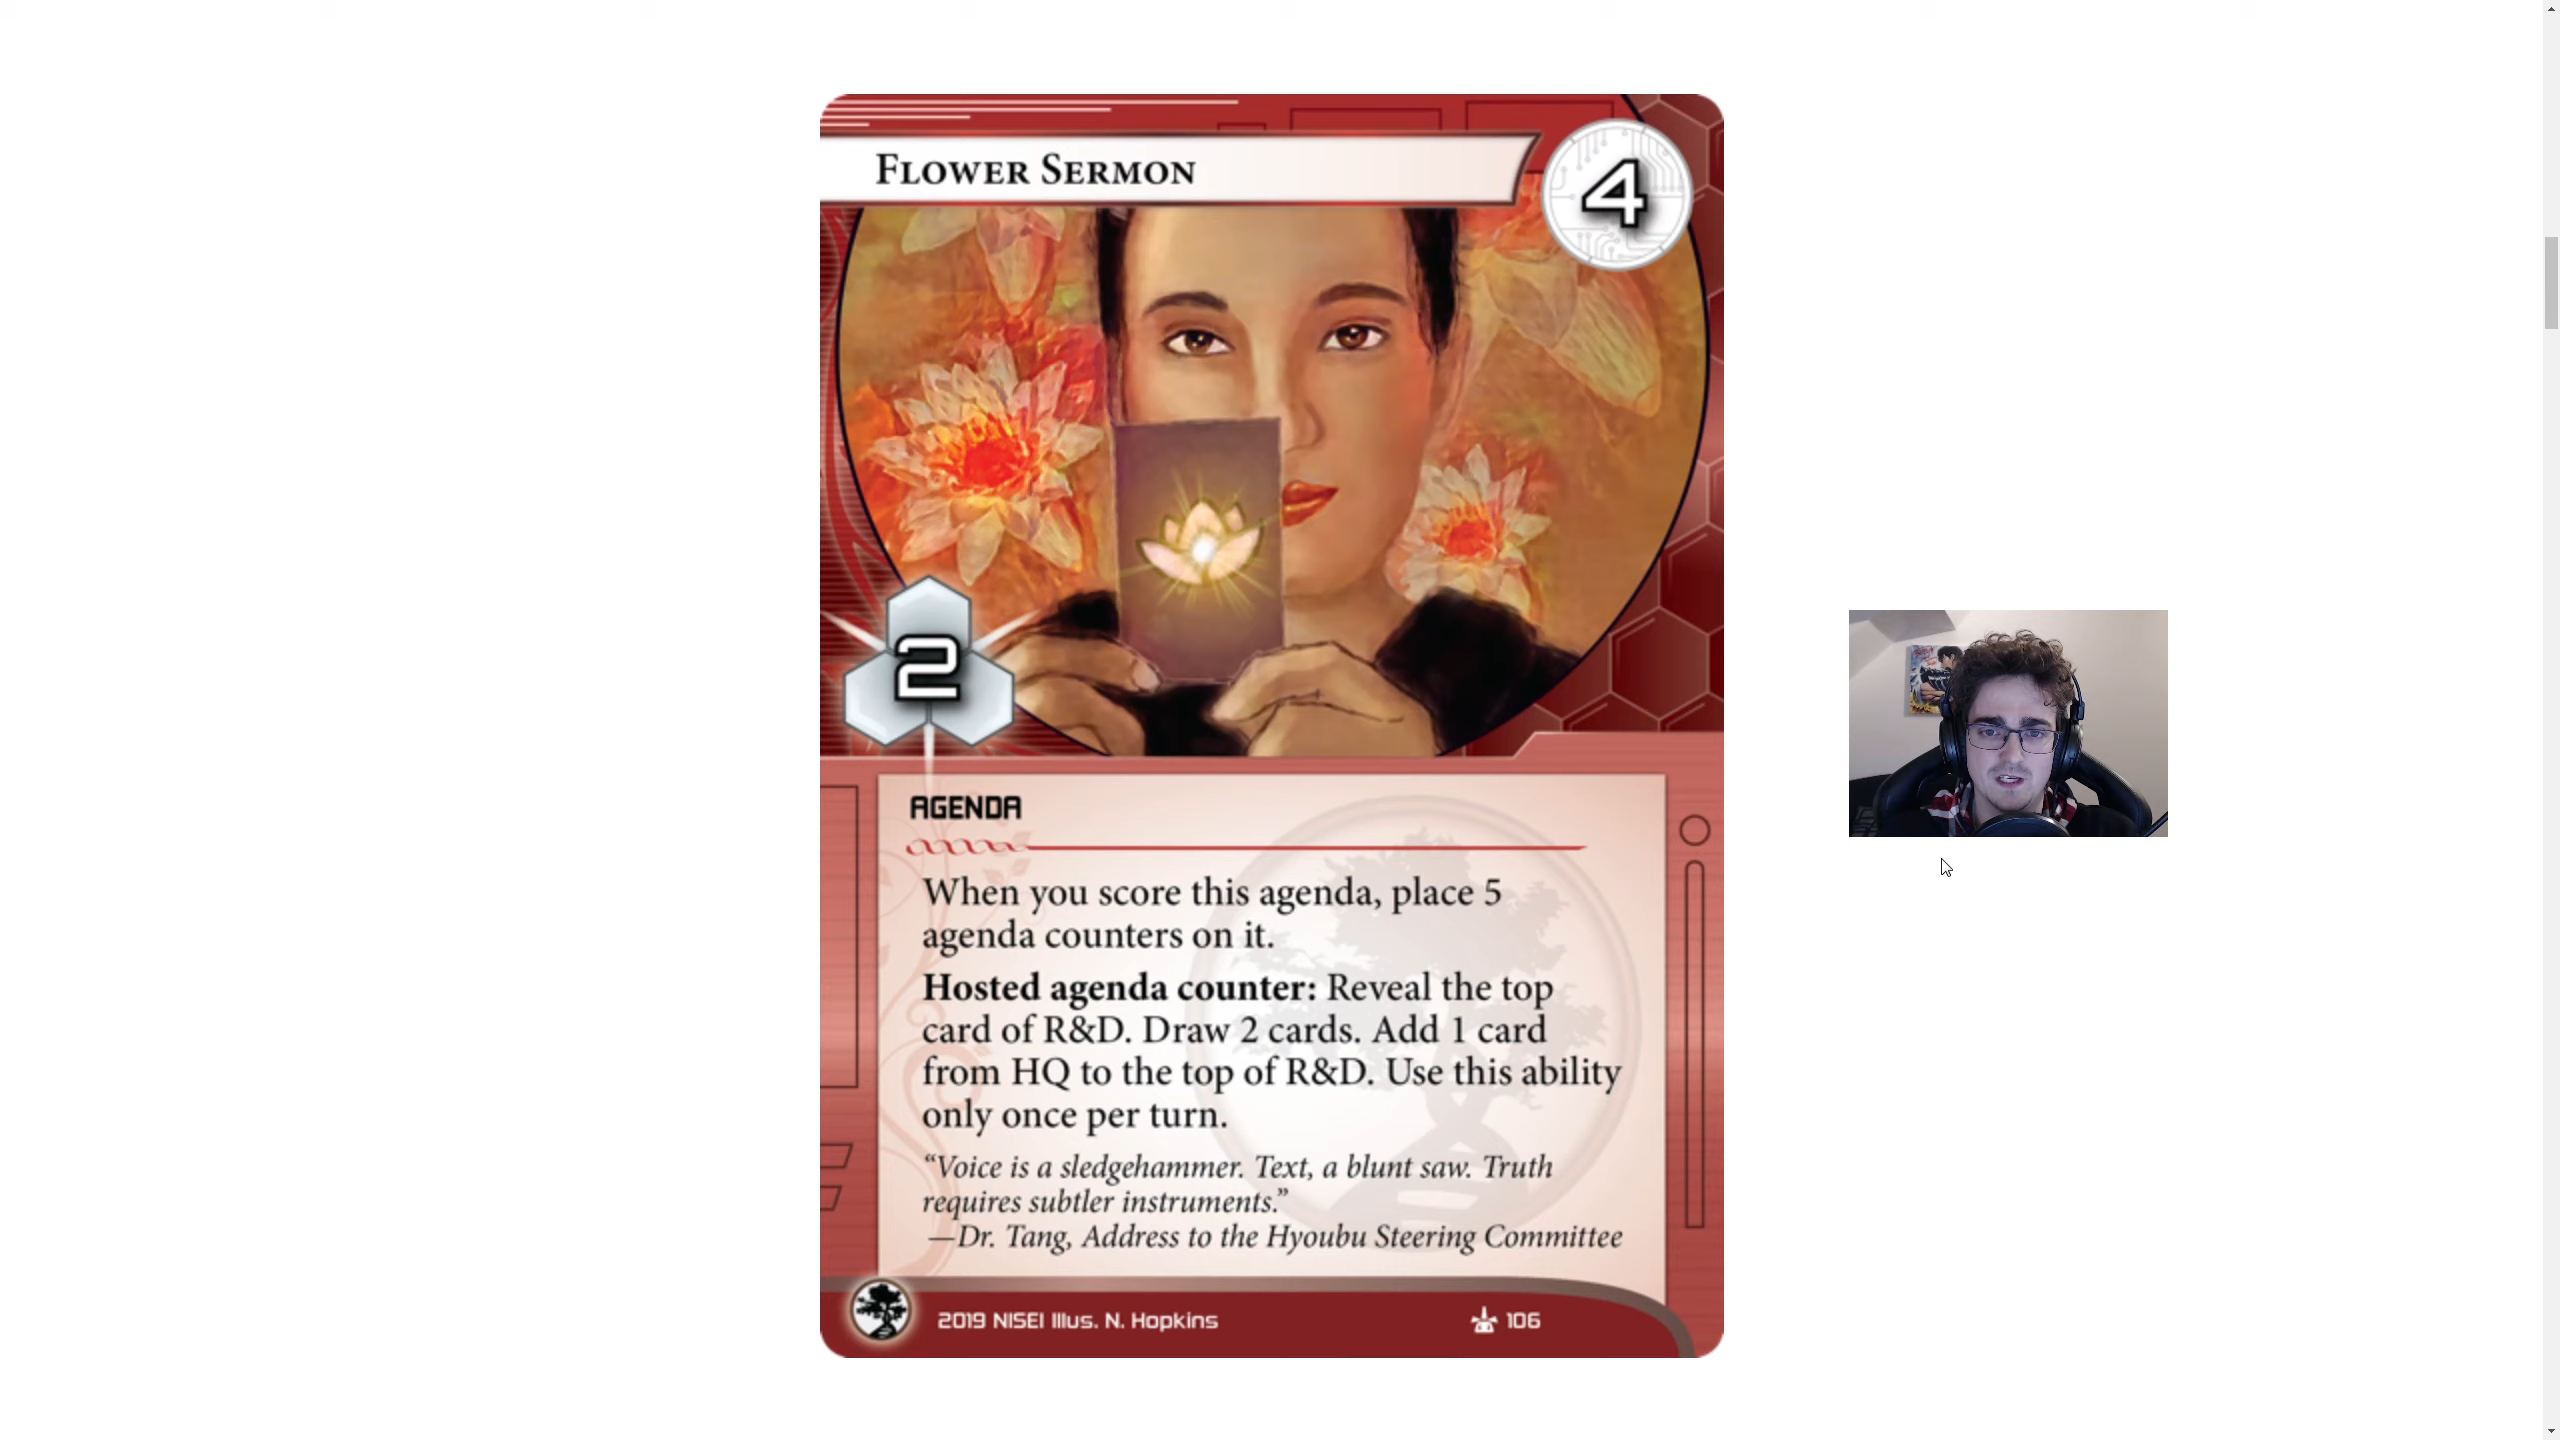 FLOWER SERMON
4
2
AGENDA
When you score this agenda, place 5
agenda counters on it.
Hosted agenda counter: Reveal the top
card of R&D. Draw 2 cards. Add 1 card
from HQ to the top of R&D. Use this ability
only once per turn.
“Voice is a sledgehammer. Text, a blunt saw. Truth
requires subtler instruments.”
—Dr. Tang, Address to the Hyoubu Steering Committee
2019 NISEI Illus. N. Hopkins
106